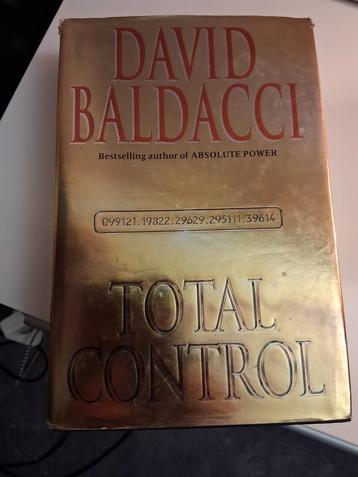 DAVID
BALDACCI
Bestselling author of ABSOLUTE POWER
099121.19822.29629.295111.39614
TOTAL
CONTROL